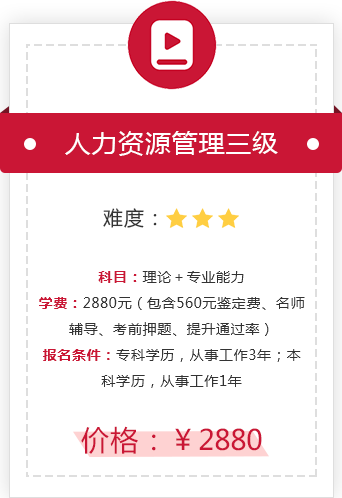 人力资源管理三级
难度：
科目：理论＋专业能力
学费：2880元（包含560元鉴定费、名师
辅导、考前押题、提升通过率）
报名条件：专科学历，从事工作3年；本
科学历，从事工作1年
价格：￥2880